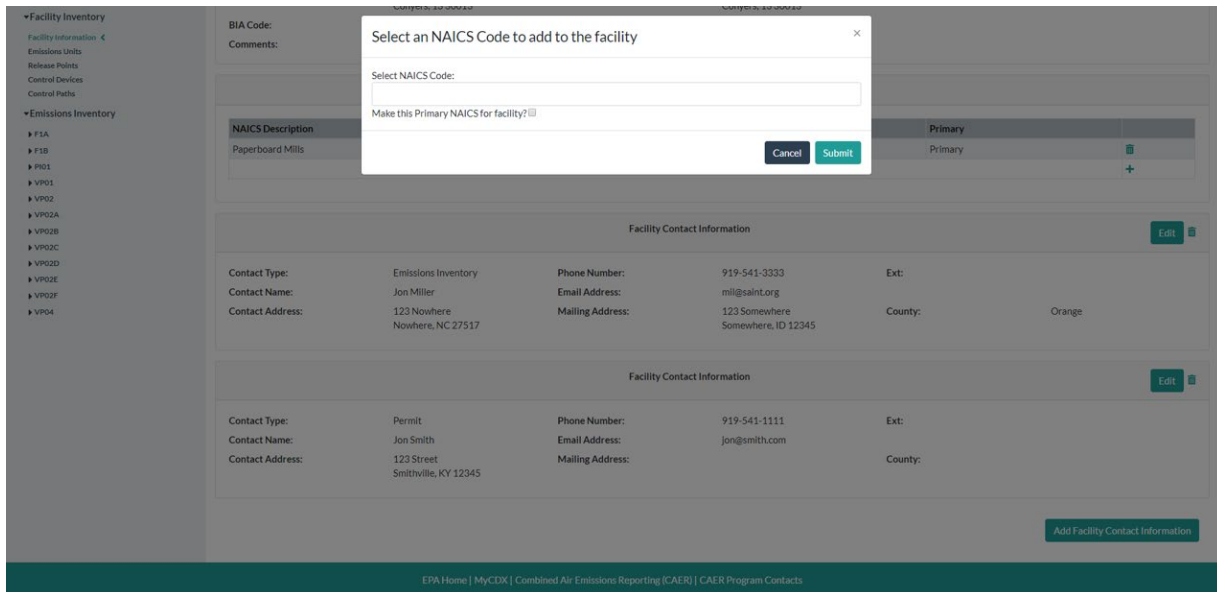 Conyers, 13 30013 Conyers, 13 30013
▾Facility Inventory
Facility Information
Emissions Units
Release Points
Control Devices
Control Paths
▾Emissions Inventory
F1A
F1B
PI01
VP01
VP02
VP02A
VP02B
VP02C
VP02D
VP02E
VP02F
VP04
BIA Code:
Comments:
Select an NAICS Code to add to the facility ×
Select NAICS Code:
Make this Primary NAICS for facility?
Cancel Submit
NAICS Description Primary
Paperboard Mills Primary
+
Facility Contact Information Edit
Contact Type: Emissions Inventory Phone Number: 919-541-3333 Ext:
Contact Name: Jon Miller Email Address: mil@saint.org
Contact Address: 123 Nowhere Mailing Address: 123 Somewhere County: Orange
Nowhere, NC 27517 Somewhere, ID 12345
Facility Contact Information Edit
Contact Type: Permit Phone Number: 919-541-1111 Ext:
Contact Name: Jon Smith Email Address: jon@smith.com
Contact Address: 123 Street Mailing Address: County:
Smithville, KY 12345
Add Facility Contact Information
EPA Home | MyCDX | Combined Air Emissions Reporting (CAER) | CAER Program Contacts